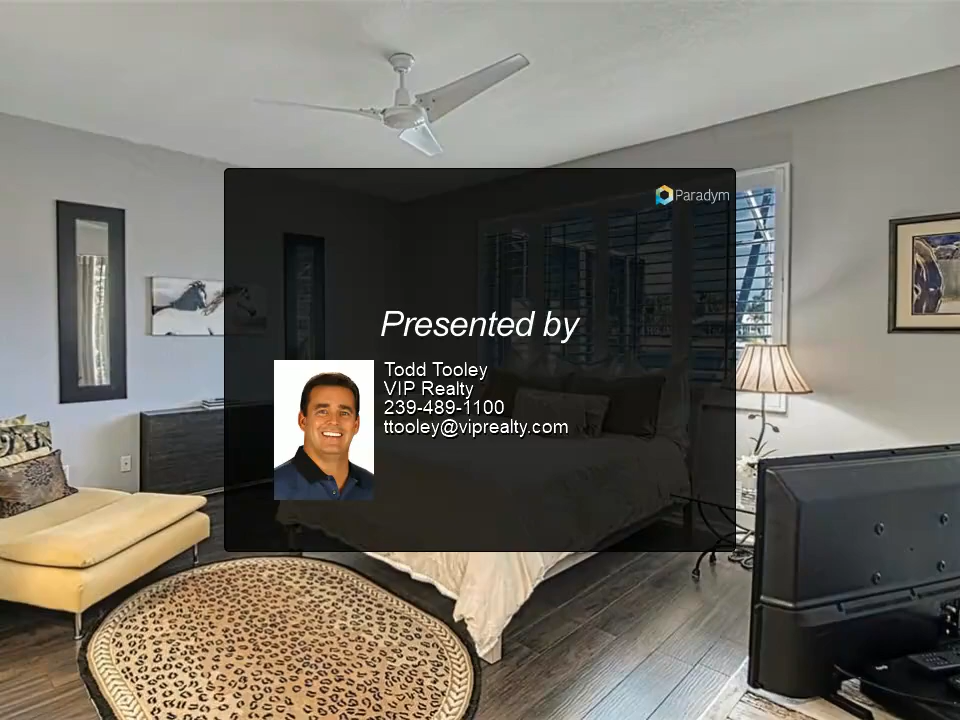 Paradym
Presented by
Todd Tooley
VIP Realty
239-489-1100
ttooley@viprealty.com